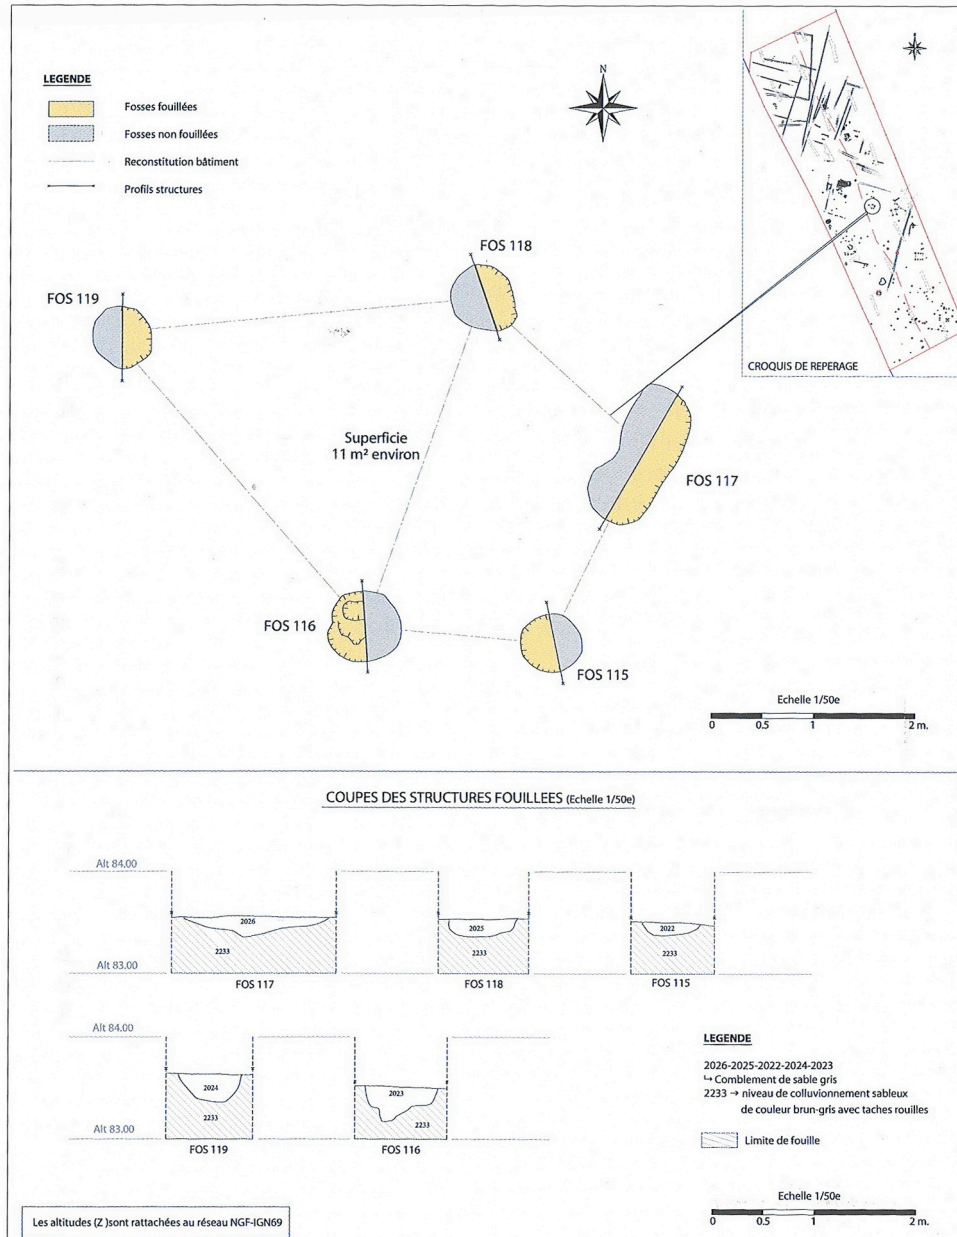 LEGENDE
Fosses fouillées
Fosses non fouillées
Reconstitution bâtiment
Profils structures
N
CROQUIS DE REPERAGE
FOS 118
FOS 119
Superficie
11 m² environ
FOS 117
FOS 116
FOS 115
Echelle 1/50e
0 0.5 1 2 m.
COUPES DES STRUCTURES FOUILLEES (Echelle 1/50e)
Alt 84.00
2026
2025
2022
2233
2233
2233
Alt 83.00
FOS 117
FOS 118
FOS 115
Alt 84.00
2024
2023
2233
2233
Alt 83.00
FOS 119
FOS 116
LEGENDE
2026-2025-2022-2024-2023
↳ Comblement de sable gris
2233 → niveau de colluvionnement sableux
de couleur brun-gris avec taches rouilles
Limite de fouille
Echelle 1/50e
0 0.5 1 2 m.
Les altitudes (Z )sont rattachées au réseau NGF-IGN69